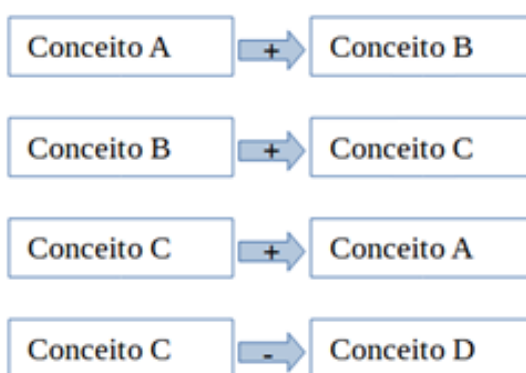 Conceito A + Conceito B
Conceito B + Conceito C
Conceito C + Conceito A
Conceito C - Conceito D